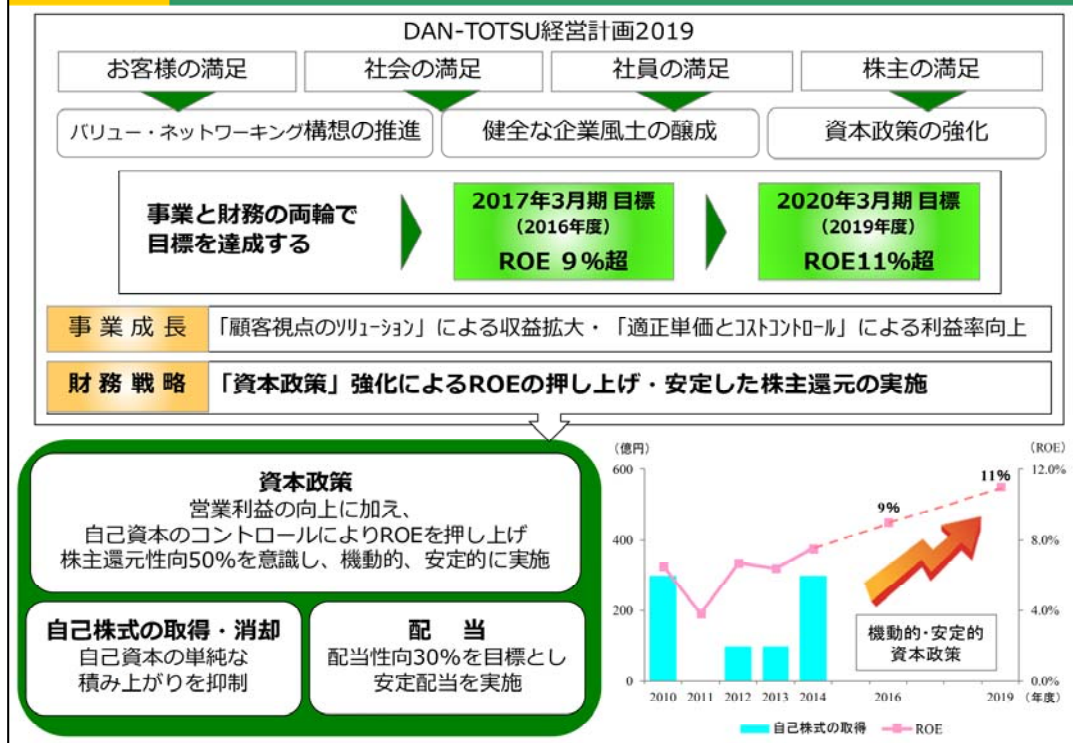 DAN-TOTSU経営計画2019
お客様の満足
社会の満足
社員の満足
株主の満足
バリュー・ネットワーキング構想の推進
健全な企業風土の醸成
資本政策の強化
事業と財務の両輪で
目標を達成する
2017年3月期 目標
（2016年度）
ROE 9％超
2020年3月期 目標
（2019年度）
ROE11％超
事業成長
「顧客視点のｿﾘｭｰｼｮﾝ」による収益拡大・「適正単価とｺｽﾄｺﾝﾄﾛｰﾙ」による利益率向上
財務戦略
「資本政策」強化によるROEの押し上げ・安定した株主還元の実施
資本政策
営業利益の向上に加え、
自己資本のコントロールによりROEを押し上げ
株主還元性向50％を意識し、機動的、安定的に実施
自己株式の取得・消却
自己資本の単純な
積み上がりを抑制
配　当
配当性向30％を目標とし
安定配当を実施
（億円）
（ROE）
600
400
200
0
12.0%
8.0%
4.0%
0.0%
9%
11%
機動的・安定的
資本政策
2010 2011 2012 2013 2014 2016 2019 （年度）
自己株式の取得 ROE